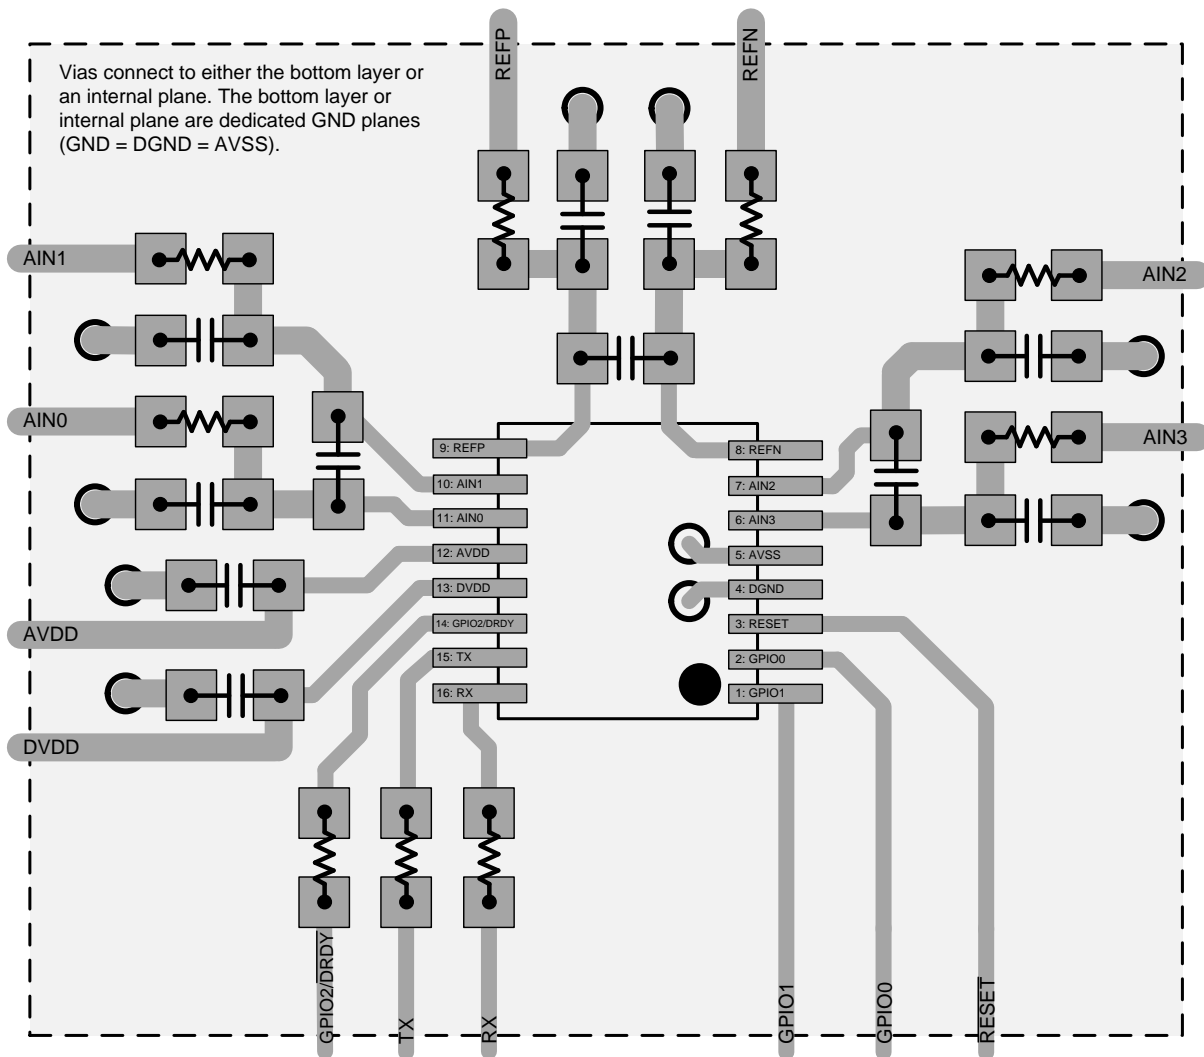 REFP
REFN
Vias connect to either the bottom layer or
an internal plane. The bottom layer or
internal plane are dedicated GND planes
(GND = DGND = AVSS).
AIN1
AIN2
AIN0
AIN3
9: REFP
8: REFN
10: AIN1
7: AIN2
11: AIN0
6: AIN3
12: AVDD
5: AVSS
13: DVDD
4: DGND
14: GPIO2/DRDY
3: RESET
15: TX
2: GPIO0
16: RX
1: GPIO1
AVDD
DVDD
GPIO2/DRDY
TX
RX
GPIO1
GPIO0
RESET